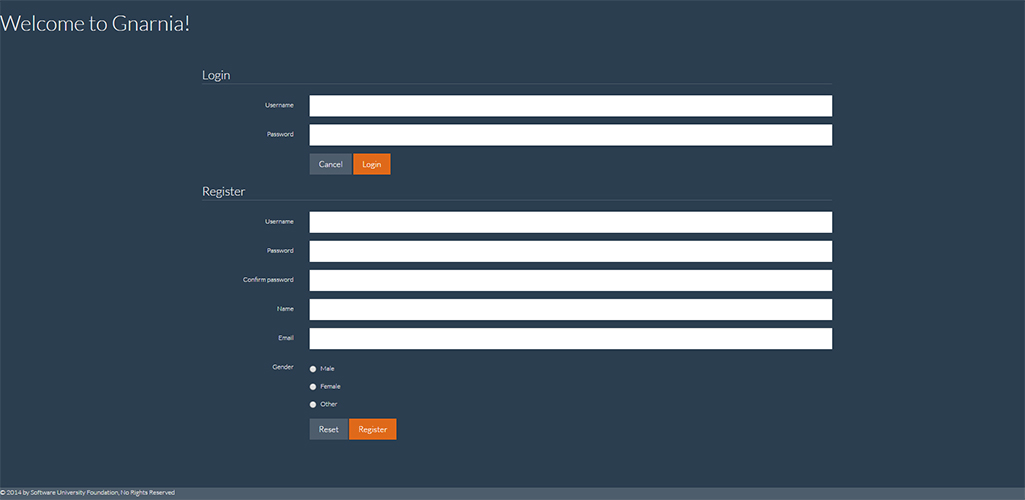 Welcome to Gnarnia!
Login
Username
Password
Cancel Login
Register
Username
Password
Confirm password
Name
Email
Gender
Male
Female
Other
Reset Register
© 2014 by Software University Foundation, No Rights Reserved